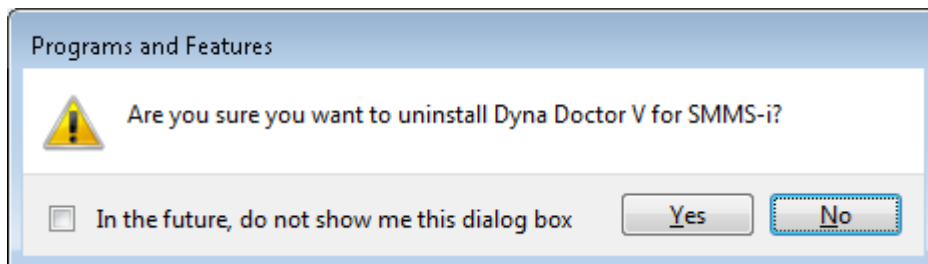 Programs and Features
Are you sure you want to uninstall Dyna Doctor V for SMMS-i?
In the future, do not show me this dialog box
Yes
No